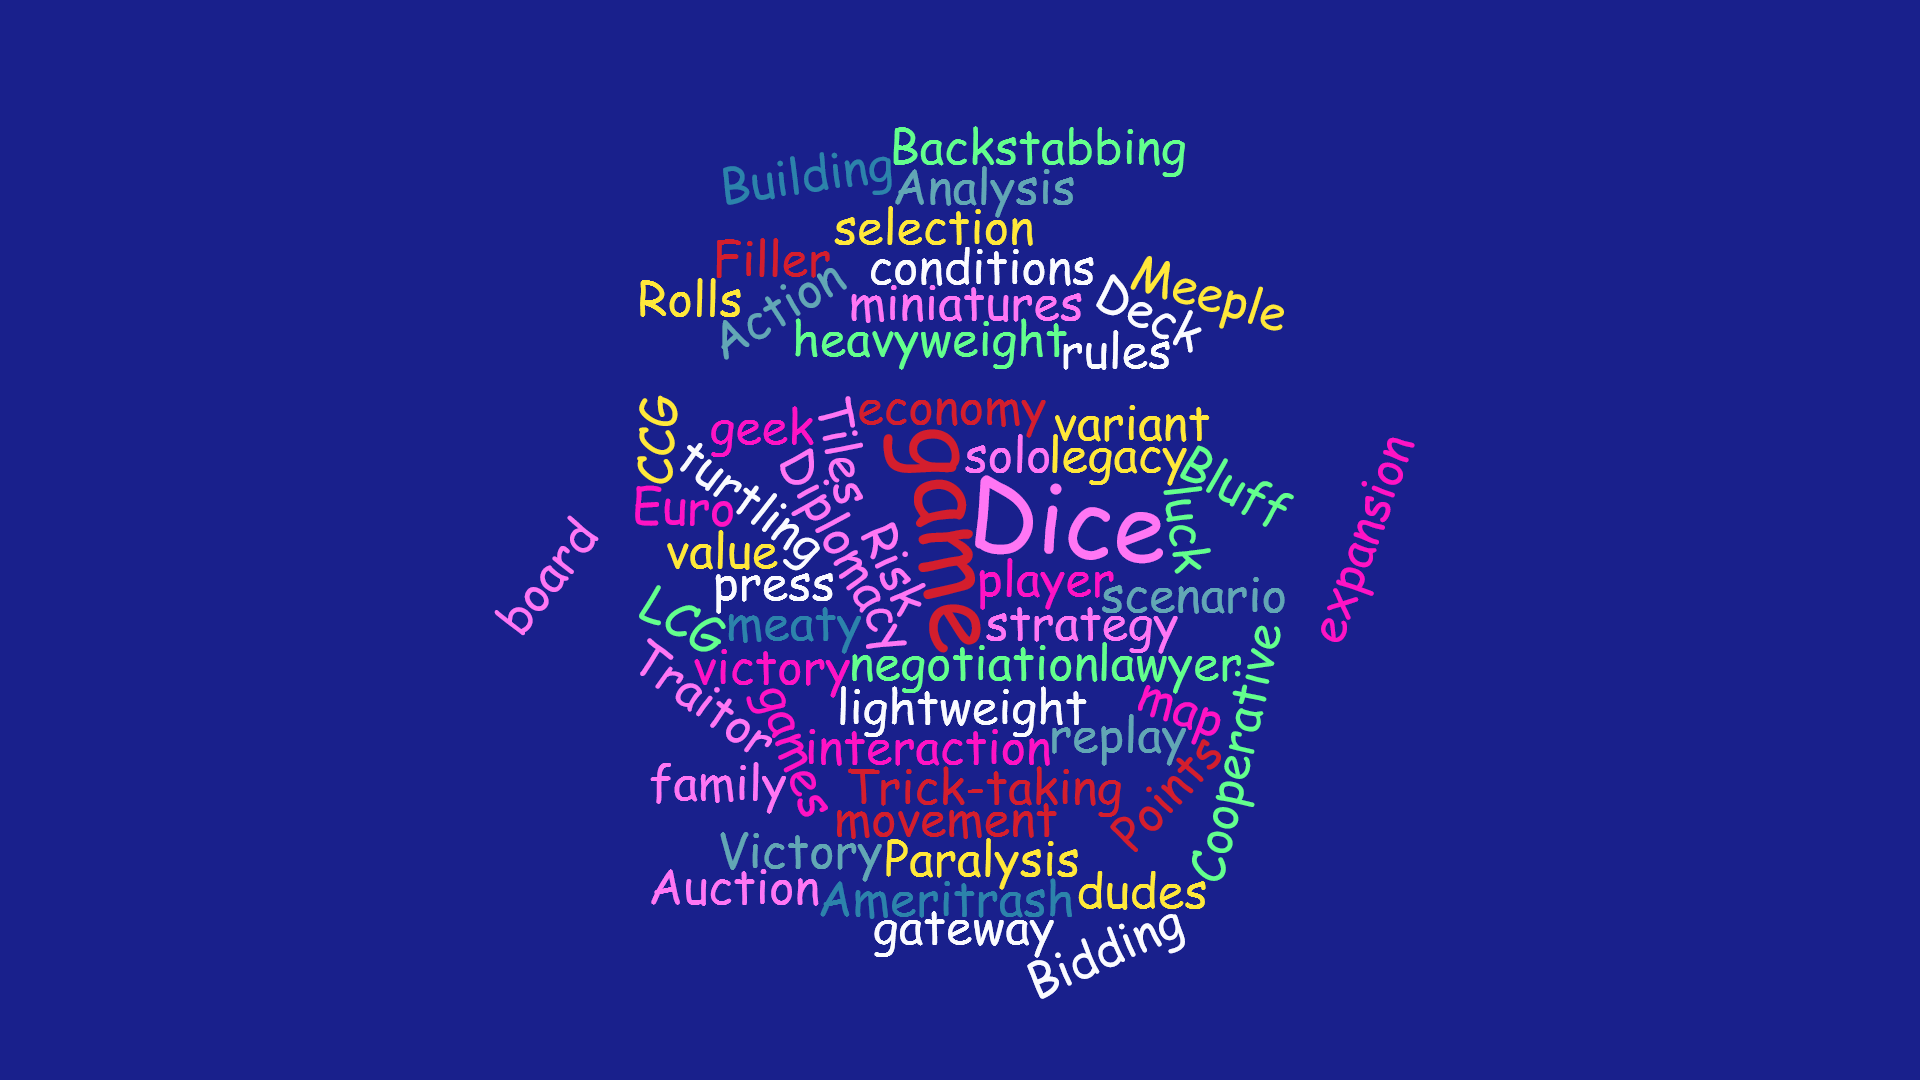 Backstabbing
Building
Analysis
selection
Filler
conditions
Meeple
Rolls
Action
miniatures
Deck
heavyweight
rules
CCG
geek
Tiles
economy
variant
turtling
Diplomacy
game
solo
legacy
Bluff
expansion
Euro
Dice
luck
board
value
Risk
press
player
scenario
LCG
meaty
strategy
Traitor
victory
negotiation
lawyer
Cooperative
games
lightweight
map
interaction
replay
Points
family
Trick-taking
movement
Victory
Paralysis
Auction
Ameritrash
dudes
gateway
Bidding